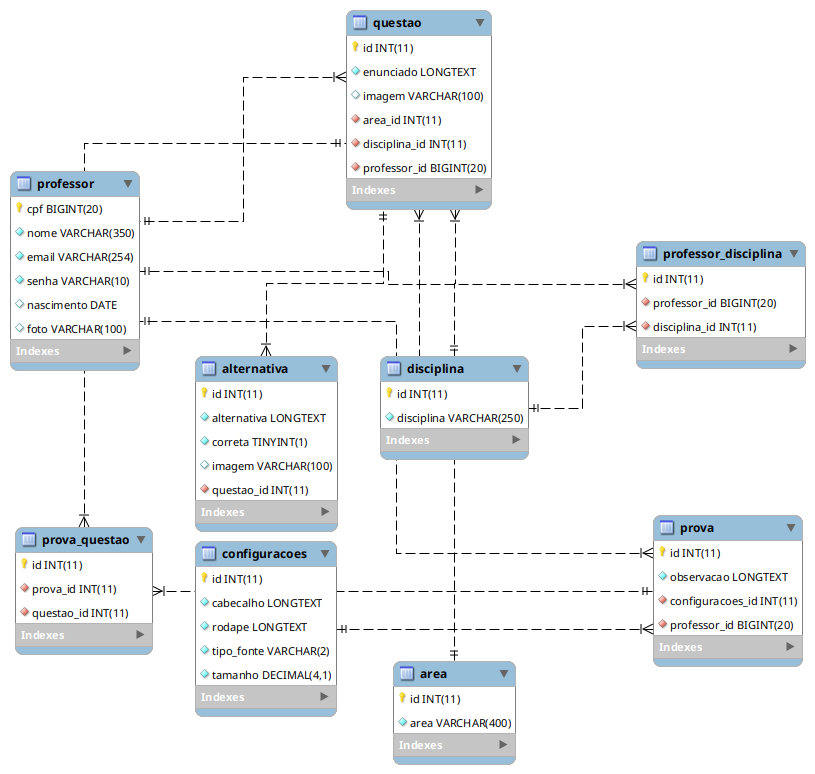 questao
id INT(11)
enunciado LONGTEXT
imagem VARCHAR(100)
area_id INT(11)
disciplina_id INT(11)
professor_id BIGINT(20)
Indexes
professor
cpf BIGINT(20)
nome VARCHAR(350)
email VARCHAR(254)
senha VARCHAR(10)
nascimento DATE
foto VARCHAR(100)
Indexes
professor_disciplina
id INT(11)
professor_id BIGINT(20)
disciplina_id INT(11)
Indexes
alternativa
id INT(11)
alternativa LONGTEXT
correta TINYINT(1)
imagem VARCHAR(100)
questao_id INT(11)
Indexes
disciplina
id INT(11)
disciplina VARCHAR(250)
Indexes
prova_questao
id INT(11)
prova_id INT(11)
questao_id INT(11)
Indexes
configuracoes
id INT(11)
cabecalho LONGTEXT
rodape LONGTEXT
tipo_fonte VARCHAR(2)
tamanho DECIMAL(4,1)
Indexes
prova
id INT(11)
observacao LONGTEXT
configuracoes_id INT(11)
professor_id BIGINT(20)
Indexes
area
id INT(11)
area VARCHAR(400)
Indexes